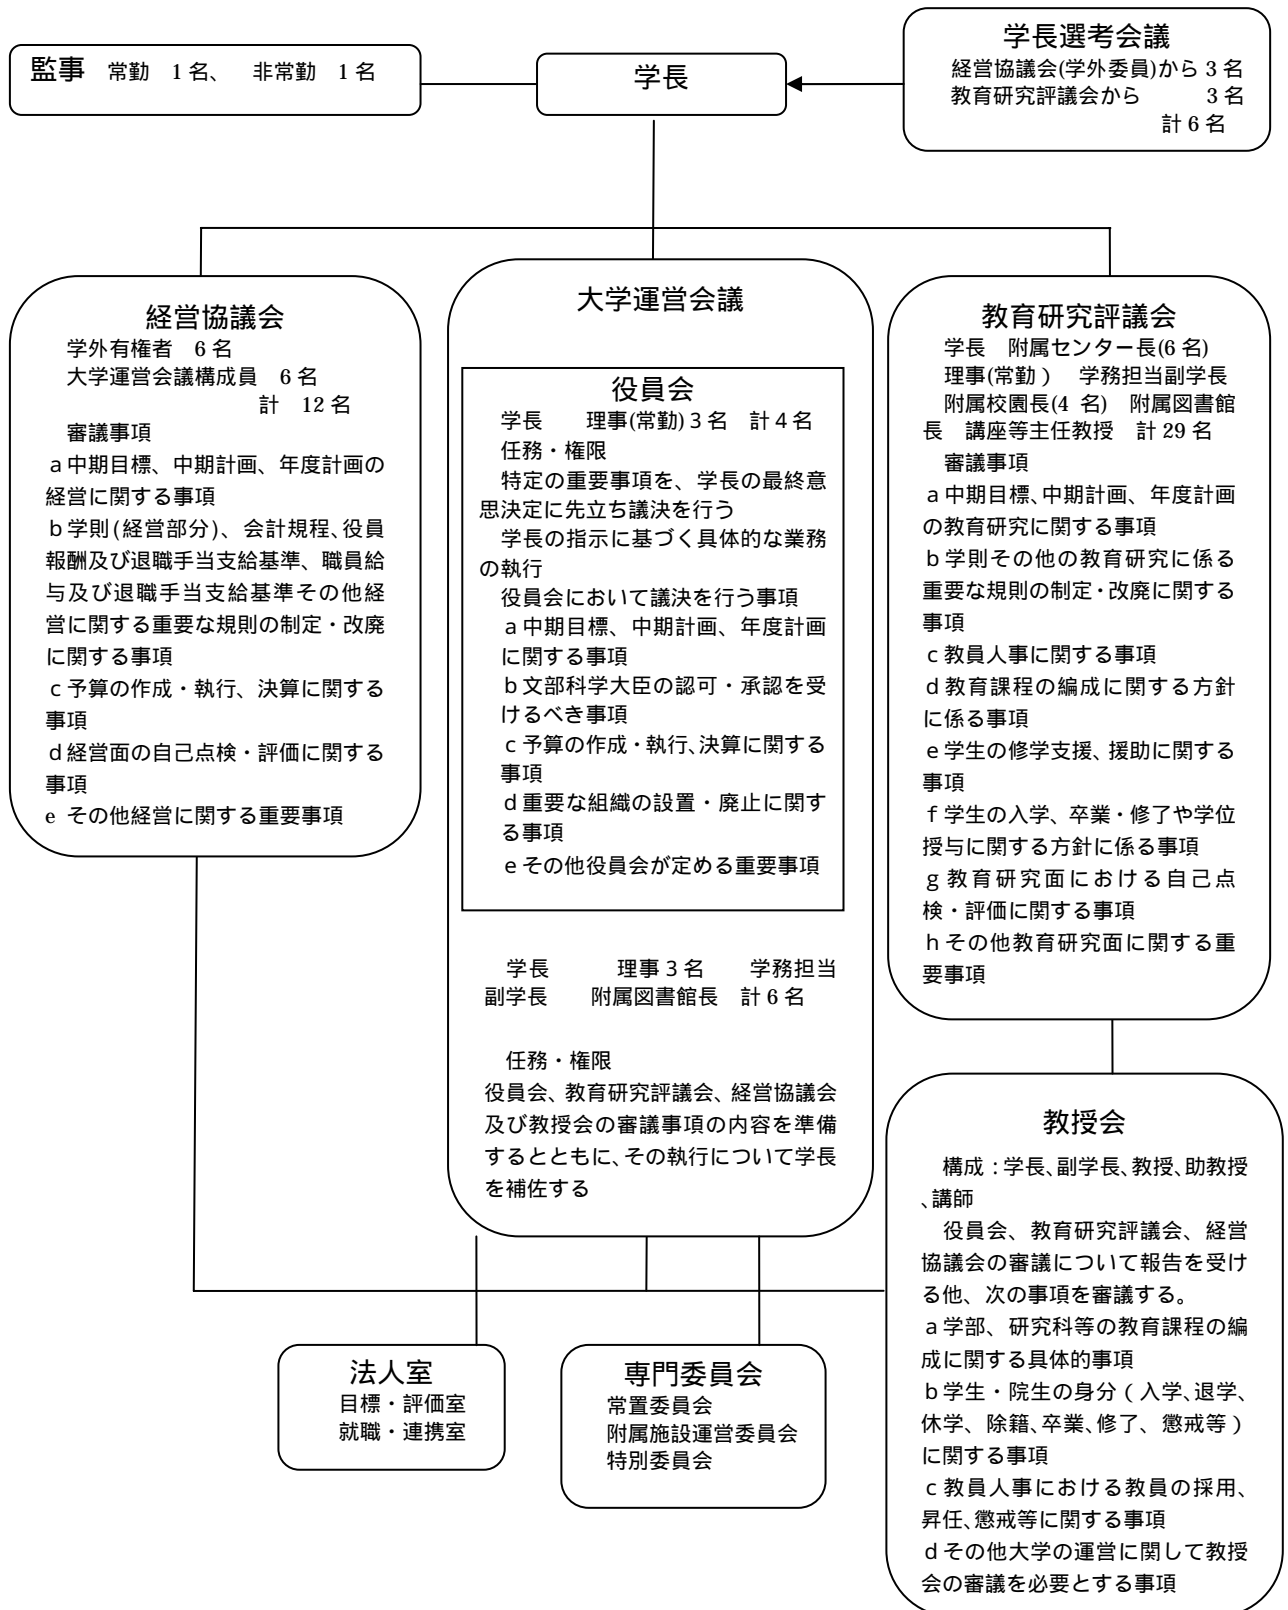 監事　常勤　1 名、　非常勤　1 名
学長
学長選考会議
経営協議会(学外委員)から 3 名
教育研究評議会から　　　3 名
計 6 名
経営協議会
学外有権者　6 名
大学運営会議構成員　6 名
計　12 名
審議事項
ａ中期目標、中期計画、年度計画の
経営に関する事項
ｂ学則(経営部分)、会計規程、役員
報酬及び退職手当支給基準、職員給
与及び退職手当支給基準その他経
営に関する重要な規則の制定・改廃
に関する事項
ｃ予算の作成・執行、決算に関する
事項
ｄ経営面の自己点検・評価に関する
事項
e その他経営に関する重要事項
大学運営会議
役員会
学長　　理事(常勤)３名　計４名
任務・権限
特定の重要事項を、学長の最終意
思決定に先立ち議決を行う
学長の指示に基づく具体的な業務
の執行
役員会において議決を行う事項
ａ中期目標、中期計画、年度計画
に関する事項
ｂ文部科学大臣の認可・承認を受
けるべき事項
ｃ予算の作成・執行、決算に関する
事項
ｄ重要な組織の設置・廃止に関す
る事項
ｅその他役員会が定める重要事項
学長　　　理事３名　　学務担当
副学長　　附属図書館長　計 6 名
任務・権限
役員会、教育研究評議会、経営協議会
及び教授会の審議事項の内容を準備
するとともに、その執行について学長
を補佐する
教育研究評議会
学長　附属センター長(6 名)
理事(常勤）　学務担当副学長
附属校園長(4 名)　附属図書館
長　講座等主任教授　計 29 名
審議事項
ａ中期目標、中期計画、年度計画
の教育研究に関する事項
ｂ学則その他の教育研究に係る
重要な規則の制定・改廃に関する
事項
ｃ教員人事に関する事項
ｄ教育課程の編成に関する方針
に係る事項
ｅ学生の修学支援、援助に関する
事項
ｆ学生の入学、卒業・修了や学位
授与に関する方針に係る事項
ｇ教育研究面における自己点
検・評価に関する事項
ｈその他教育研究面に関する重
要事項
教授会
構成：学長、副学長、教授、助教授
、講師
役員会、教育研究評議会、経営
協議会の審議について報告を受け
る他、次の事項を審議する。
ａ学部、研究科等の教育課程の編
成に関する具体的事項
ｂ学生・院生の身分（入学、退学、
休学、除籍、卒業、修了、懲戒等）
に関する事項
ｃ教員人事における教員の採用、
昇任、懲戒等に関する事項
ｄその他大学の運営に関して教授
会の審議を必要とする事項
法人室
目標・評価室
就職・連携室
専門委員会
常置委員会
附属施設運営委員会
特別委員会